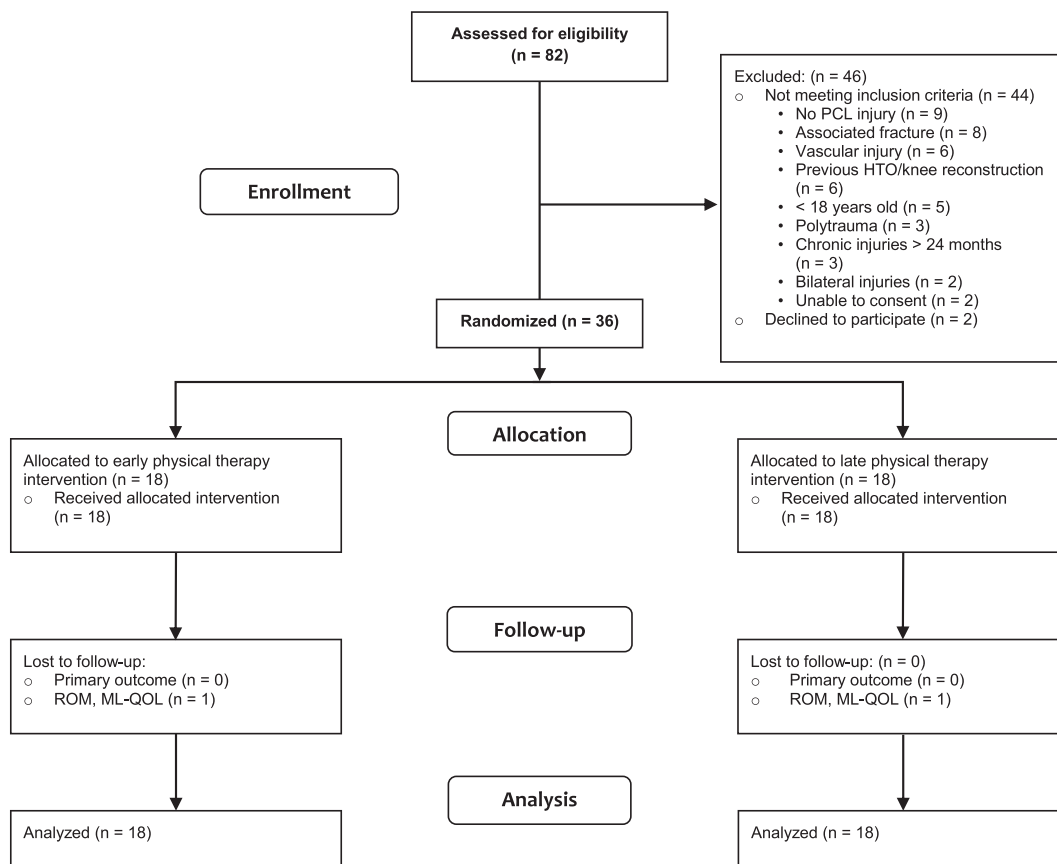 Assessed for eligibility
(n = 82)
Excluded: (n = 46)
o Not meeting inclusion criteria (n = 44)
• No PCL injury (n = 9)
• Associated fracture (n = 8)
• Vascular injury (n = 6)
• Previous HTO/knee reconstruction
(n = 6)
• < 18 years old (n = 5)
• Polytrauma (n = 3)
• Chronic injuries > 24 months
(n = 3)
• Bilateral injuries (n = 2)
• Unable to consent (n = 2)
o Declined to participate (n = 2)
Enrollment
Randomized (n = 36)
Allocation
Allocated to early physical therapy
intervention (n = 18)
o Received allocated intervention
(n = 18)
Allocated to late physical therapy
intervention (n = 18)
o Received allocated intervention
(n = 18)
Follow-up
Lost to follow-up:
o Primary outcome (n = 0)
o ROM, ML-QOL (n = 1)
Lost to follow-up: (n = 0)
o Primary outcome (n = 0)
o ROM, ML-QOL (n = 1)
Analysis
Analyzed (n = 18)
Analyzed (n = 18)